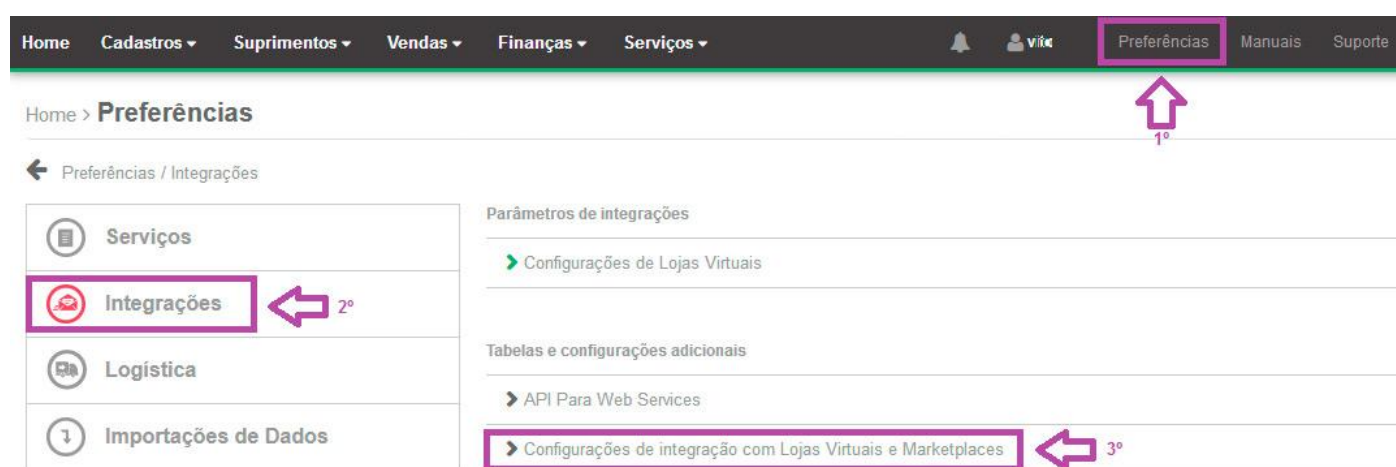 Home Cadastros Suprimentos Vendas Finanças Serviços Preferências Manuais Suporte
1º
Home > Preferências
Preferências / Integrações
Parâmetros de integrações
Serviços
Configurações de Lojas Virtuais
Integrações 2º
Tabelas e configurações adicionais
Logística
API Para Web Services
Importações de Dados
Configurações de integração com Lojas Virtuais e Marketplaces 3º